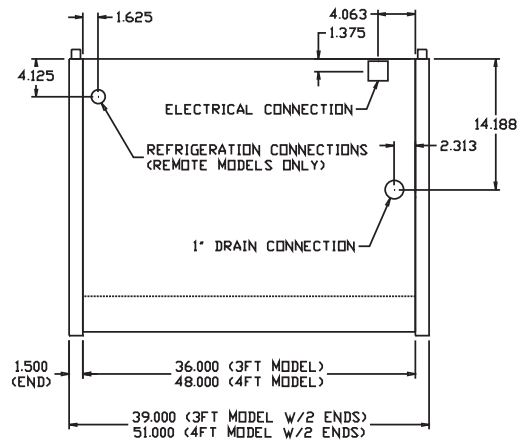 4.063
1.625
1.375
4.125
ELECTRICAL CONNECTION
14.188
REFRIGERATION CONNECTIONS
(REMOTE MODELS ONLY)
2.313
1" DRAIN CONNECTION
1.500
(END)
36.000 (3FT MODEL)
48.000 (4FT MODEL)
39.000 (3FT MODEL W/2 ENDS)
51.000 (4FT MODEL W/2 ENDS)